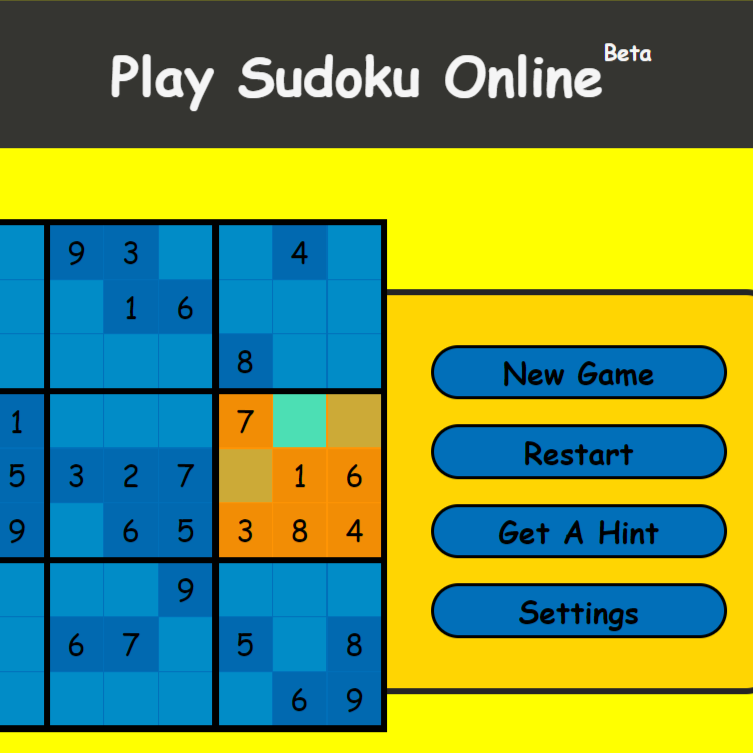 Play Sudoku Online Beta
9 3 4
1 6
8
1 7
5 3 2 7 1 6
9 6 5 3 8 4
9
6 7 5 8
6 9
New Game
Restart
Get A Hint
Settings